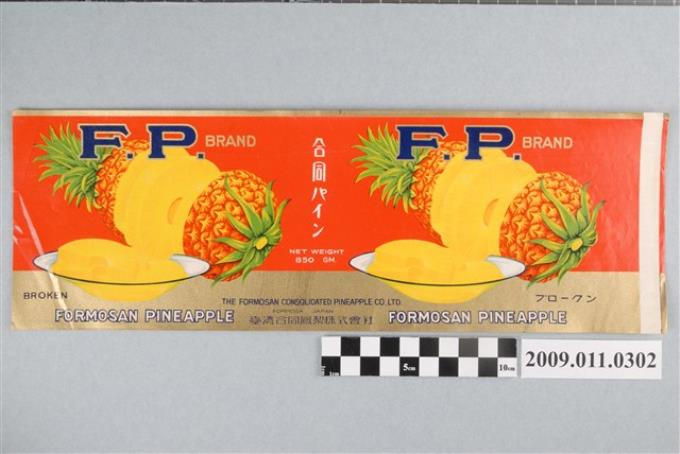 F.P. BRAND
合同パイン
NET WEIGHT
850 GM.
F.P. BRAND
BROKEN
FORMOSAN PINEAPPLE
THE FORMOSAN CONSOLIDATED PINEAPPLE CO. LTD.
FORMOSA JAPAN
臺灣合同鳳梨株式會社
ブロークン
FORMOSAN PINEAPPLE
5cm
10cm
2009.011.0302